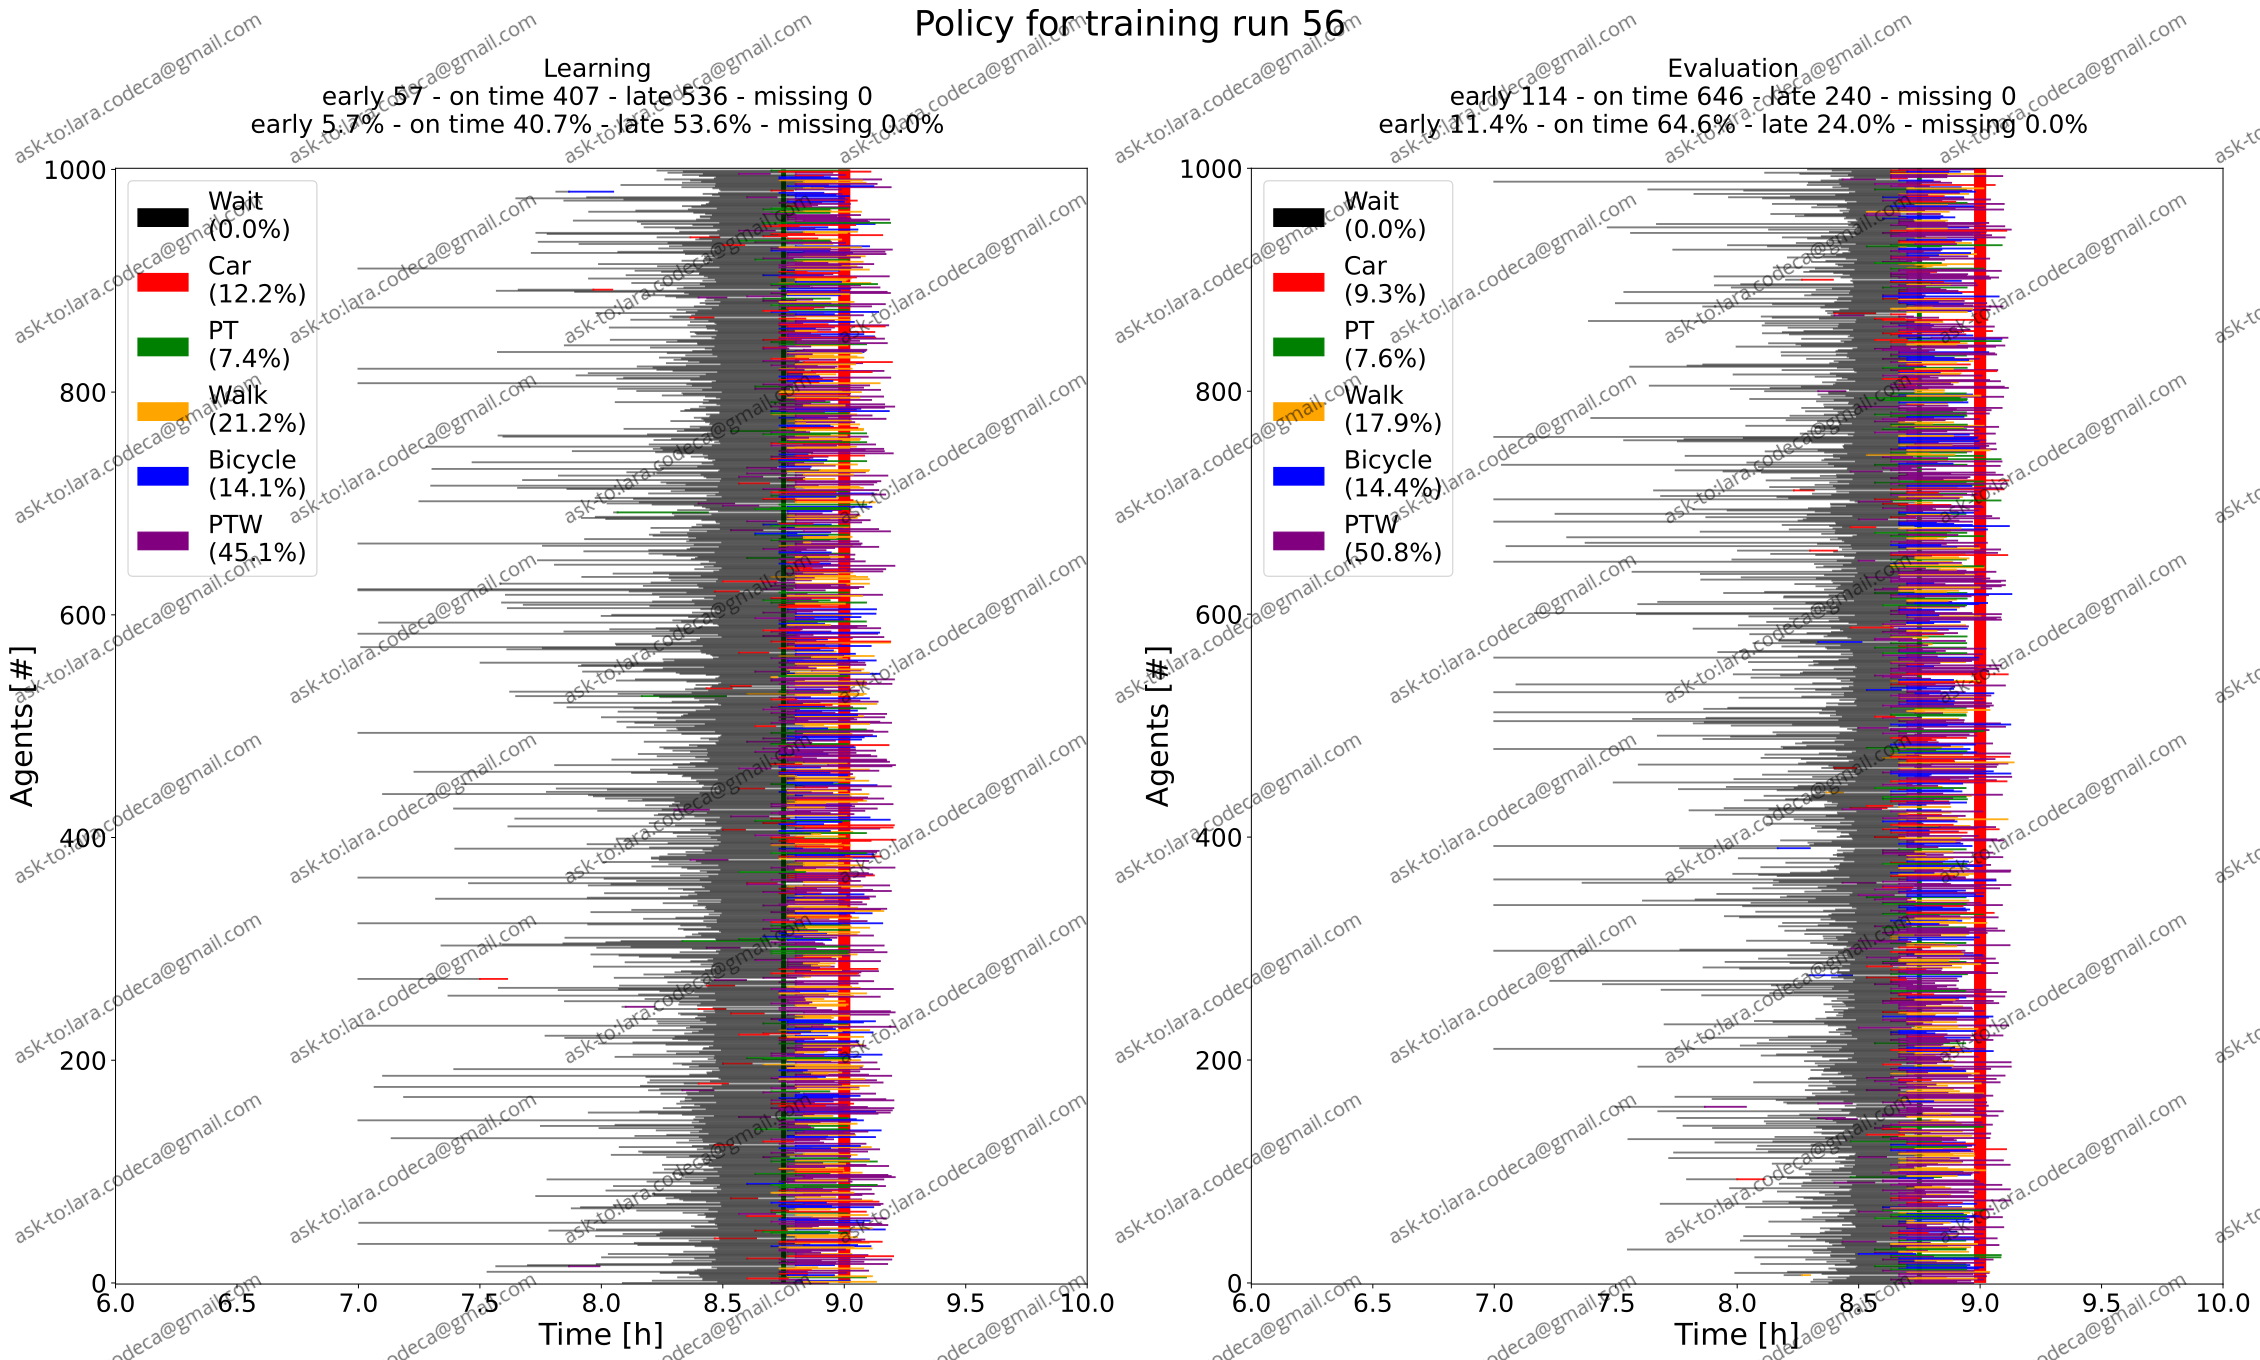 Policy for training run 56
Learning
early 57 - on time 407 - late 536 - missing 0
early 5.7% - on time 40.7% - late 53.6% - missing 0.0%
1000
800
600
400
200
0
Agents [#]
Wait
(0.0%)
Car
(12.2%)
PT
(7.4%)
Walk
(21.2%)
Bicycle
(14.1%)
PTW
(45.1%)
6.0 6.5 7.0 7.5 8.0 8.5 9.0 9.5 10.0
Time [h]
Evaluation
early 114 - on time 646 - late 240 - missing 0
early 11.4% - on time 64.6% - late 24.0% - missing 0.0%
1000
800
600
400
200
0
Agents [#]
Wait
(0.0%)
Car
(9.3%)
PT
(7.6%)
Walk
(17.9%)
Bicycle
(14.4%)
PTW
(50.8%)
6.0 6.5 7.0 7.5 8.0 8.5 9.0 9.5 10.0
Time [h]
ask-to:lara.codeca@gmail.com